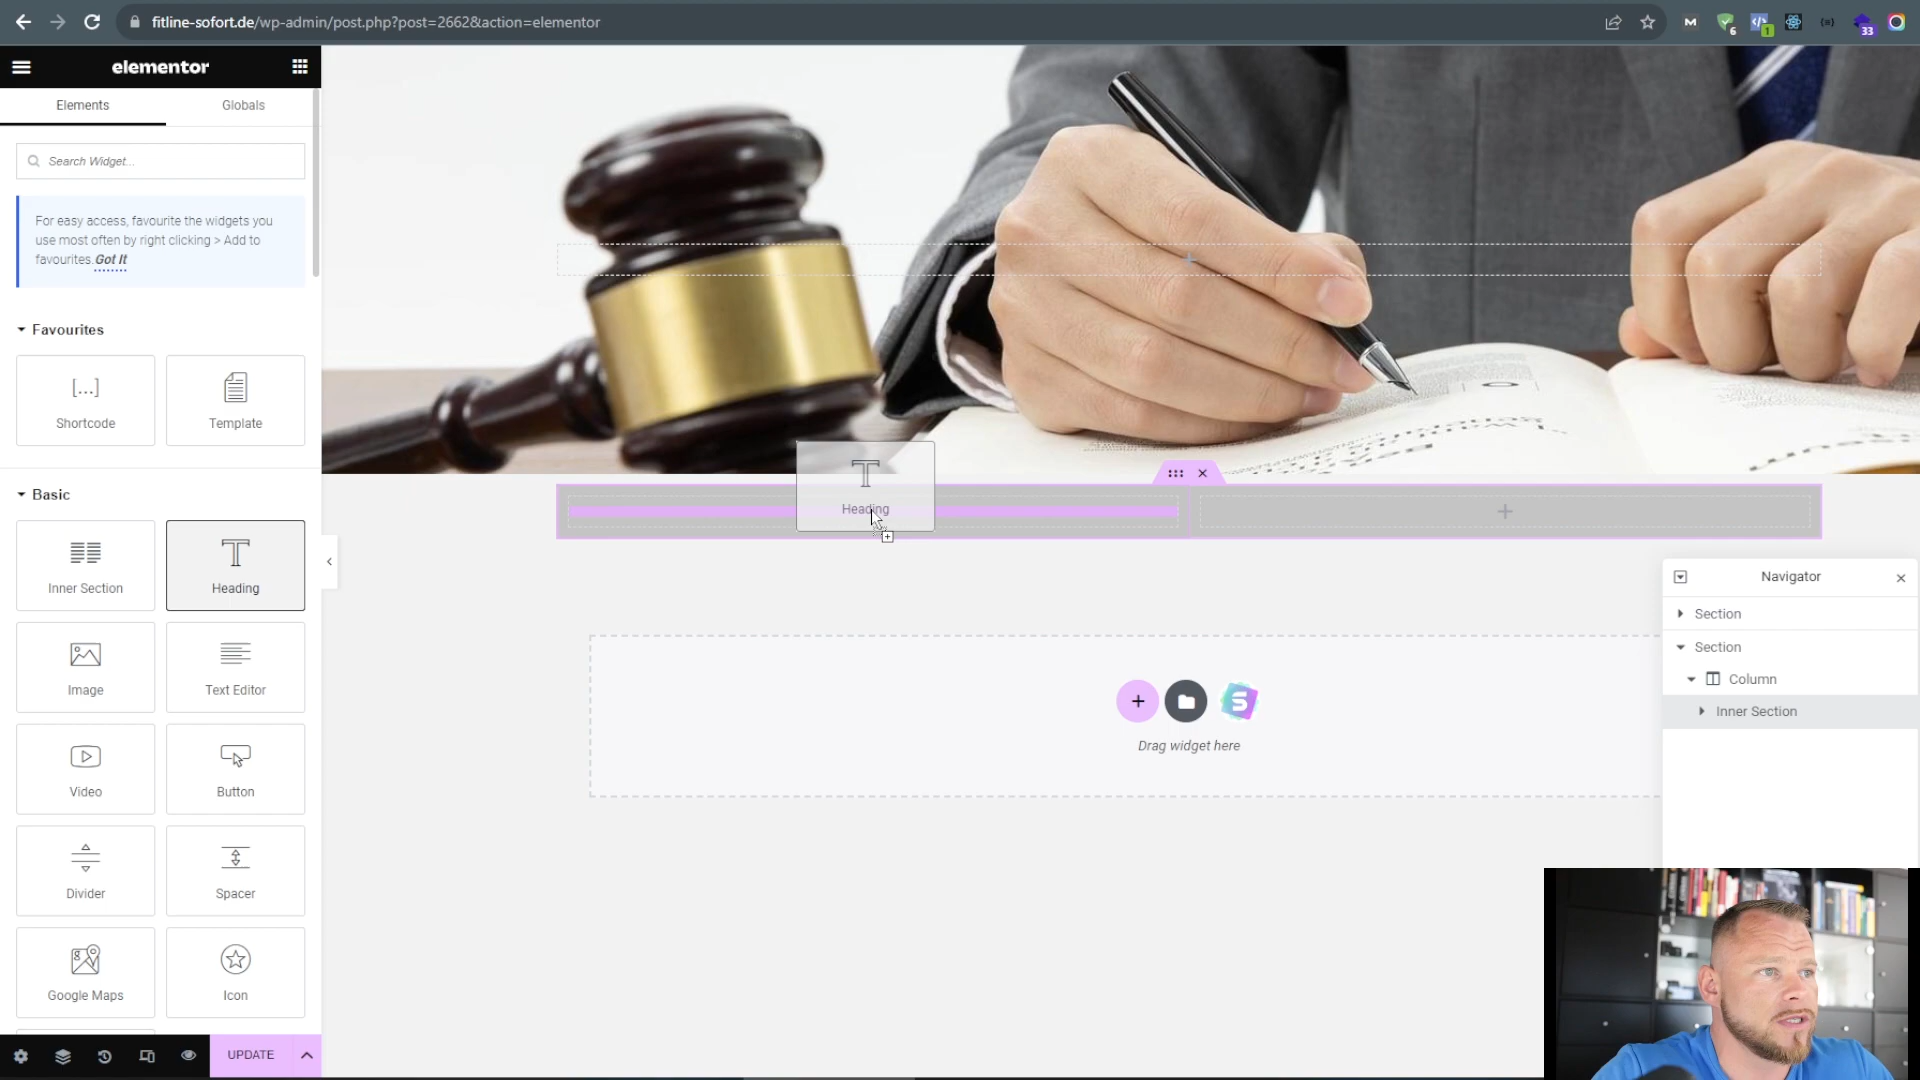 fitline-sofort.de/wp-admin/post.php?post=2662&action=elementor
M
6
1
33
elementor
Elements
Globals
Search Widget...
For easy access, favourite the widgets you
use most often by right clicking > Add to
favourites. Got It
Favourites
[...]
Shortcode
Template
Basic
Inner Section
Heading
Image
Text Editor
Video
Button
Divider
Spacer
Google Maps
Icon
UPDATE
Heading
Drag widget here
Navigator
Section
Section
Column
Inner Section